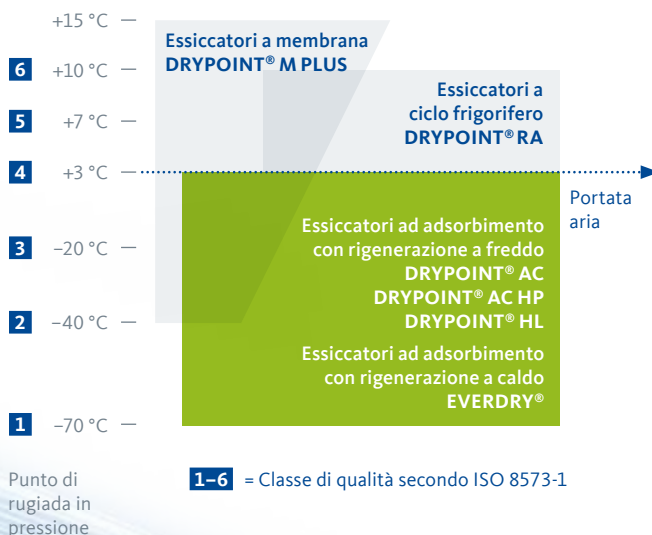 +15 °C
Essiccatori a membrana
DRYPOINT® M PLUS
6 +10 °C
Essiccatori a
ciclo frigorifero
DRYPOINT® RA
5 +7 °C
4 +3 °C
Portata
aria
Essiccatori ad adsorbimento
con rigenerazione a freddo
DRYPOINT® AC
DRYPOINT® AC HP
DRYPOINT® HL
3 –20 °C
2 –40 °C
Essiccatori ad adsorbimento
con rigenerazione a caldo
EVERDRY®
1 –70 °C
Punto di
rugiada in
pressione
1–6 = Classe di qualità secondo ISO 8573-1